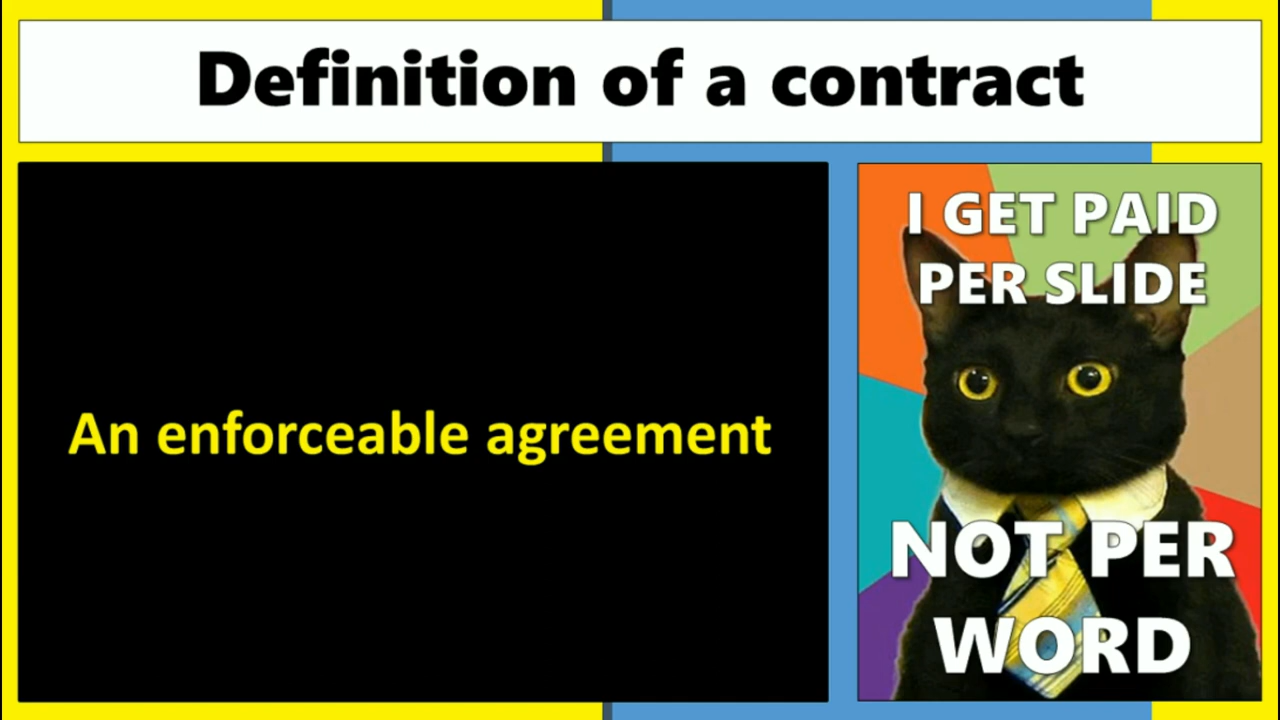 Definition of a contract
An enforceable agreement
I GET PAID
PER SLIDE
NOT PER
WORD